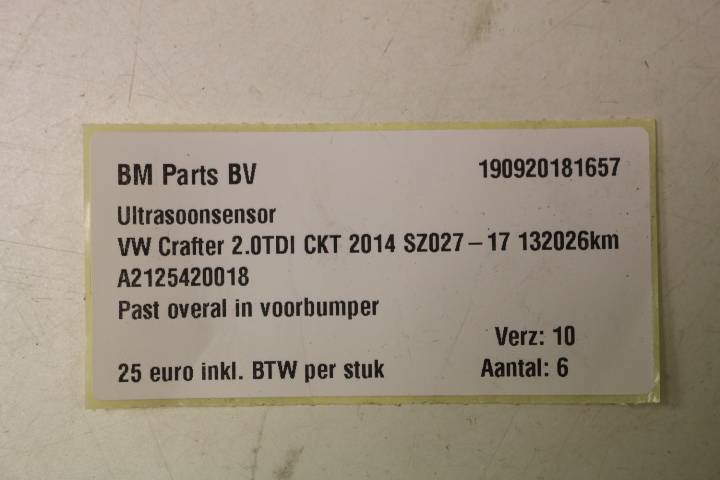 BM Parts BV 190920181657
Ultrasoonsensor
VW Crafter 2.0TDI CKT 2014 SZ027-17 132026km
A2125420018
Past overal in voorbumper
Verz: 10
25 euro inkl. BTW per stuk Aantal: 6